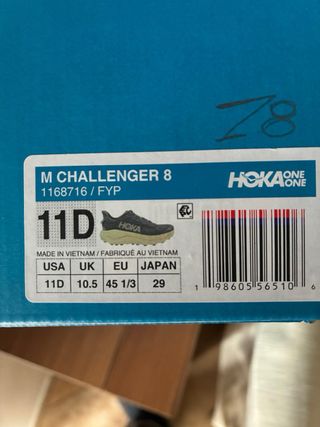 Z8
M CHALLENGER 8
1168716 / FYP
HOKA ONE ONE
11D
HOKA
MADE IN VIETNAM / FABRIQUÉ AU VIETNAM
USA UK EU JAPAN
11D 10.5 45 1/3 29
1 98605 56510 6